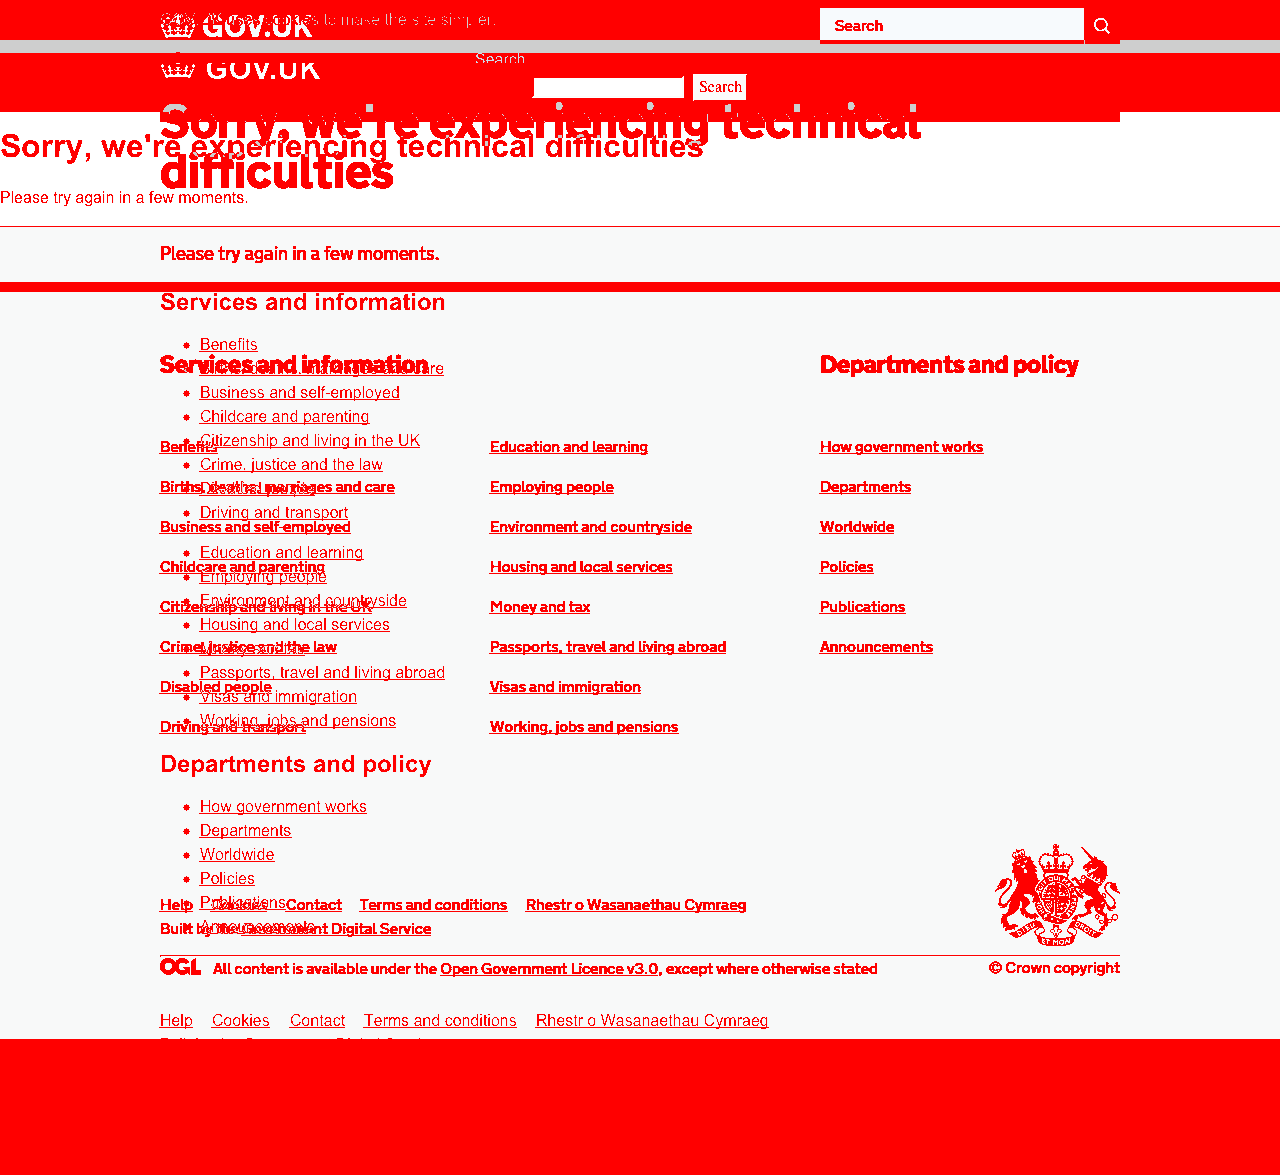 GOV.UK uses cookies to make the site simpler.
GOV.UK
Search
Search
GOV.UK
Search
Sorry, we're experiencing technical
difficulties
Sorry, we're experiencing technical difficulties
Please try again in a few moments.
Please try again in a few moments.
Services and information
Benefits
Services and information
Departments and policy
Births, deaths, marriages and care
Business and self-employed
Childcare and parenting
Citizenship and living in the UK
Benefits
Education and learning
How government works
Crime, justice and the law
Births, deaths, marriages and care
Disabled people
Employing people
Departments
Driving and transport
Business and self-employed
Environment and countryside
Worldwide
Education and learning
Childcare and parenting
Housing and local services
Policies
Employing people
Environment and countryside
Citizenship and living in the UK
Money and tax
Publications
Housing and local services
Crime, justice and the law
Money and tax
Passports, travel and living abroad
Announcements
Passports, travel and living abroad
Disabled people
Visas and immigration
Visas and immigration
Working, jobs and pensions
Driving and transport
Working, jobs and pensions
Departments and policy
How government works
Departments
Worldwide
Policies
Publications
Help Cookies Contact Terms and conditions Rhestr o Wasanaethau Cymraeg
Announcements
Built by the Government Digital Service
OGL All content is available under the Open Government Licence v3.0, except where otherwise stated
© Crown copyright
Help Cookies Contact Terms and conditions Rhestr o Wasanaethau Cymraeg